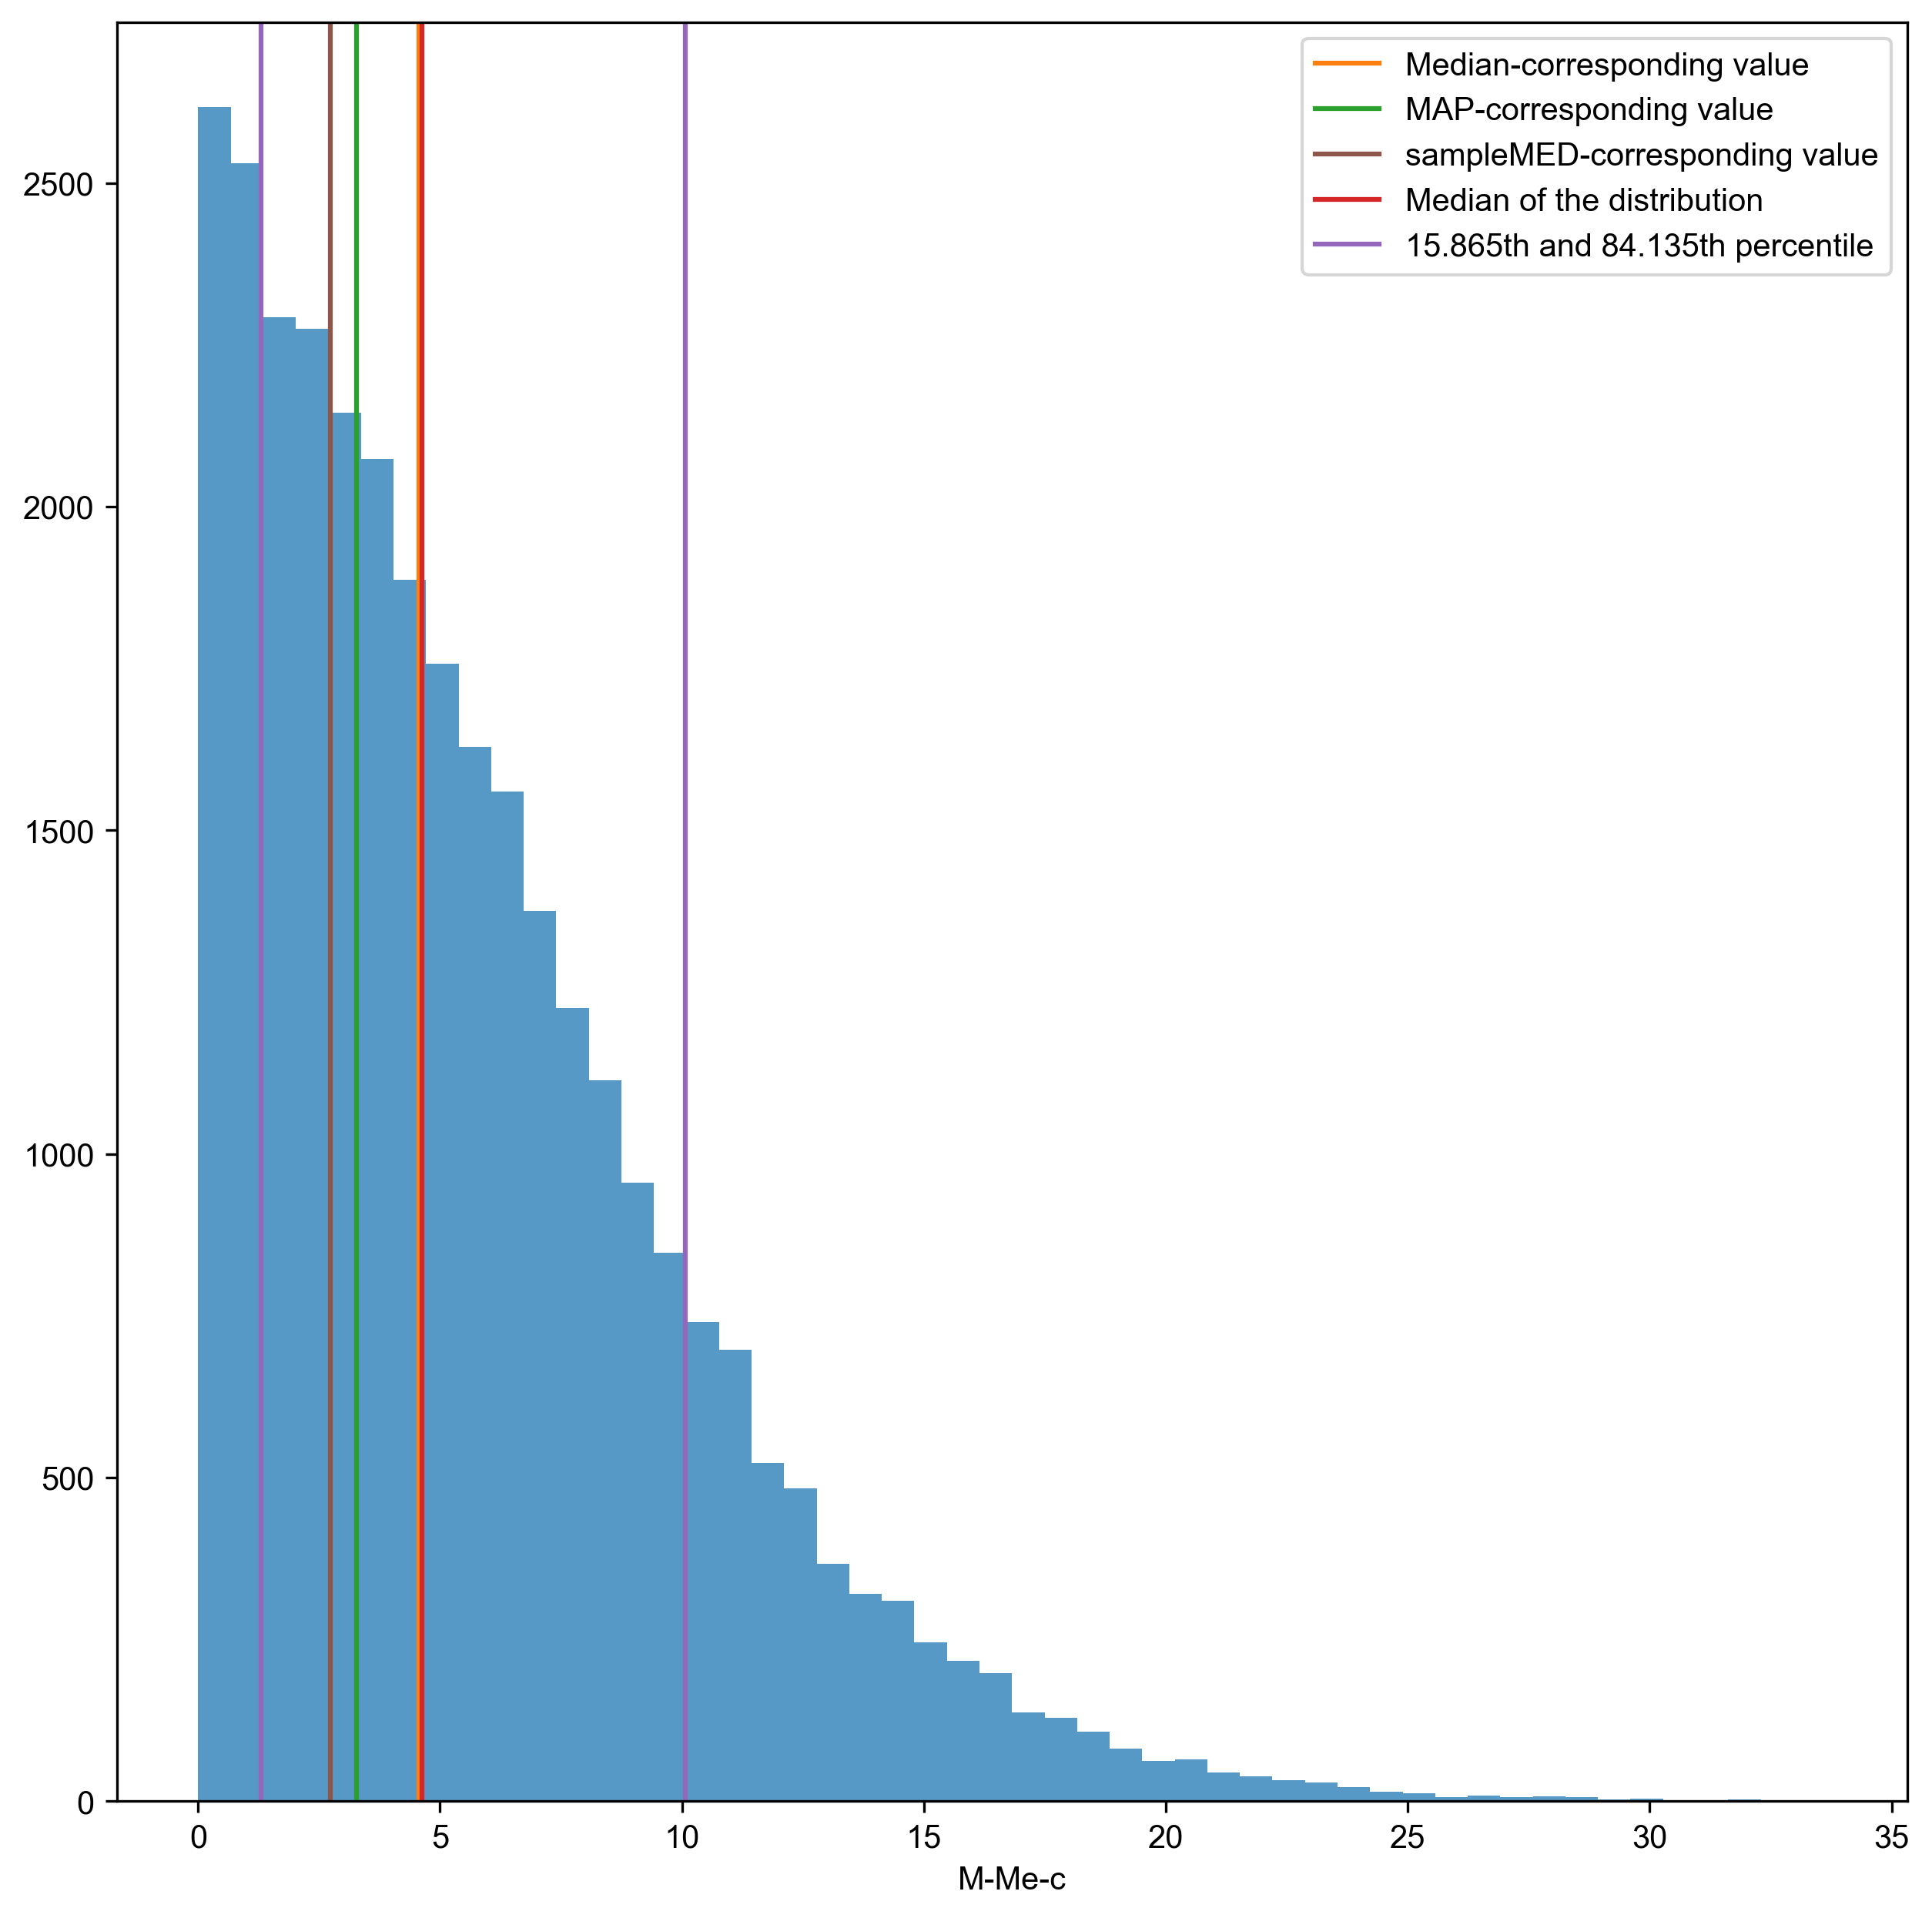 Median-corresponding value
MAP-corresponding value
sampleMED-corresponding value
Median of the distribution
15.865th and 84.135th percentile
2500
2000
1500
1000
500
0
0 5 10 15 20 25 30 35
M-Me-c